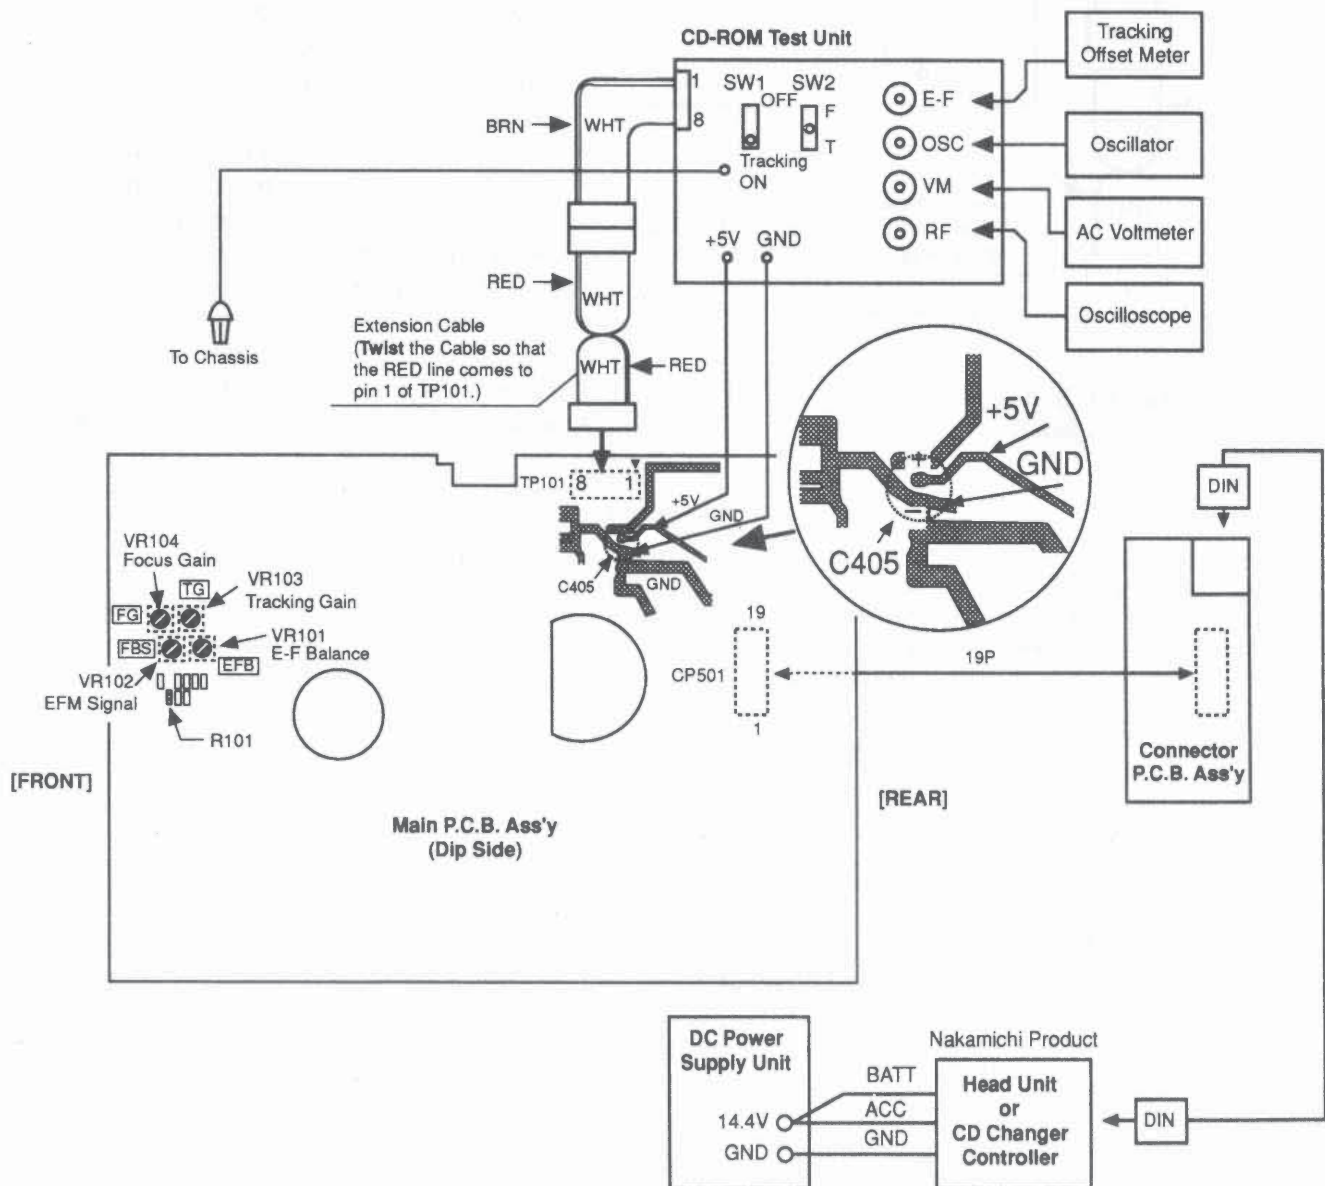 CD-ROM Test Unit
Tracking
Offset Meter
1
8
SW1
SW2
OFF
F
T
Tracking
ON
E-F
OSC
VM
RF
Oscillator
AC Voltmeter
Oscilloscope
BRN
WHT
+5V
GND
RED
WHT
To Chassis
Extension Cable
(Twist the Cable so that
the RED line comes to
pin 1 of TP101.)
WHT
RED
+5V
GND
C405
TP101
8
1
+5V
GND
C405
GND
DIN
VR104
Focus Gain
TG
VR103
Tracking Gain
FG
FBS
VR101
E-F Balance
EFB
VR102
EFM Signal
R101
19
CP501
1
19P
Connector
P.C.B. Ass'y
[FRONT]
[REAR]
Main P.C.B. Ass'y
(Dip Side)
DC Power
Supply Unit
14.4V
GND
BATT
ACC
GND
Nakamichi Product
Head Unit
or
CD Changer
Controller
DIN